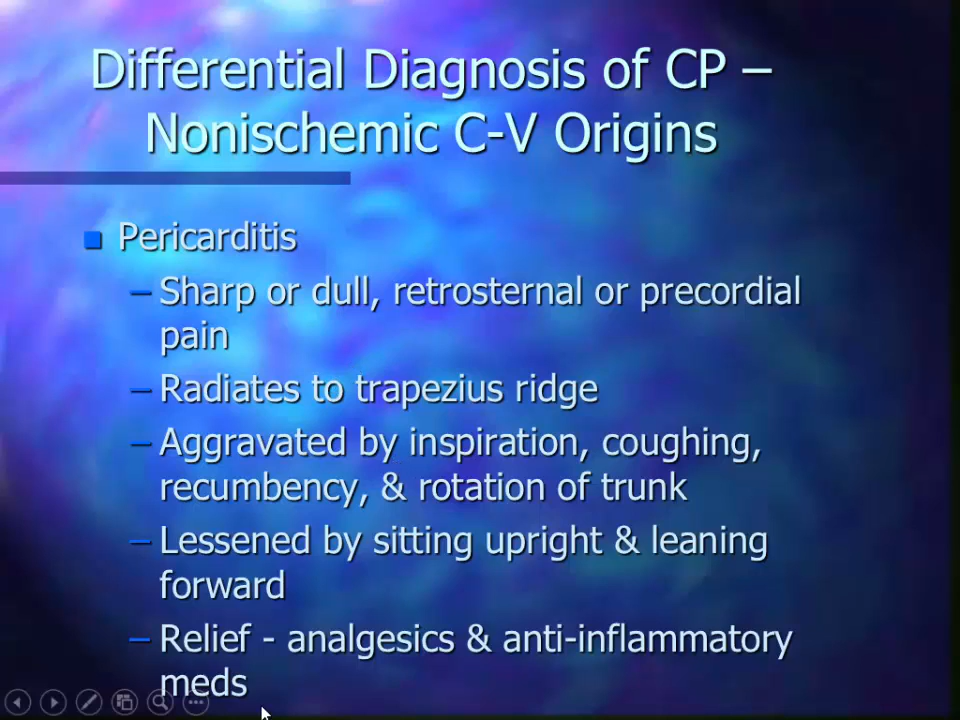 Differential Diagnosis of CP –
Nonischemic C-V Origins
Pericarditis
– Sharp or dull, retrosternal or precordial
pain
– Radiates to trapezius ridge
– Aggravated by inspiration, coughing,
recumbency, & rotation of trunk
– Lessened by sitting upright & leaning
forward
– Relief - analgesics & anti-inflammatory
meds